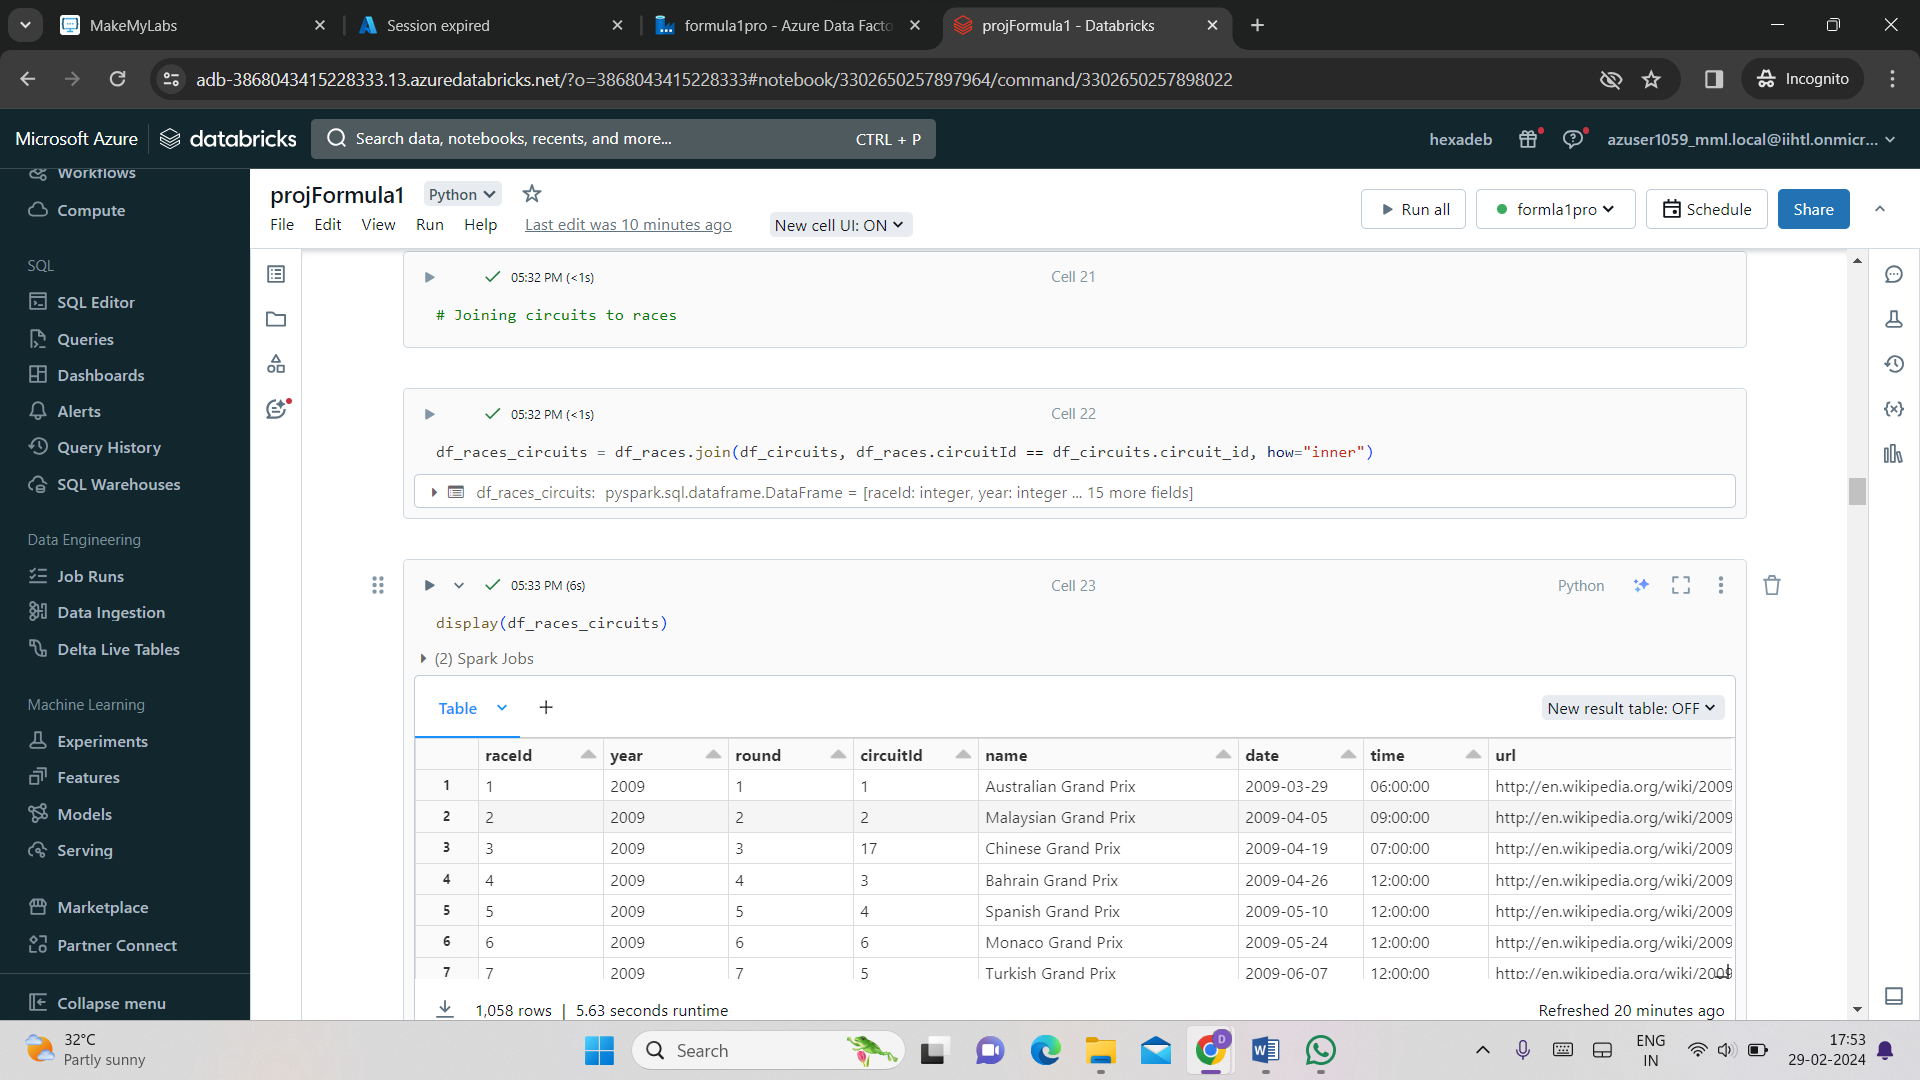 MakeMyLabs
Session expired
formula1pro - Azure Data Facto
projFormula1 - Databricks
adb-3868043415228333.13.azuredatabricks.net/?o=3868043415228333#notebook/3302650257897964/command/3302650257898022
Incognito
Microsoft Azure
databricks
Search data, notebooks, recents, and more...
CTRL + P
hexadeb
azuser1059_mml.local@iihtl.onmicr...
Workflows
Compute
SQL
SQL Editor
Queries
Dashboards
Alerts
Query History
SQL Warehouses
Data Engineering
Job Runs
Data Ingestion
Delta Live Tables
Machine Learning
Experiments
Features
Models
Serving
Marketplace
Partner Connect
Collapse menu
projFormula1
Python
File Edit View Run Help
Last edit was 10 minutes ago
New cell UI: ON
Run all
formla1pro
Schedule
Share
05:32 PM (<1s)
Cell 21
# Joining circuits to races
05:32 PM (<1s)
Cell 22
df_races_circuits = df_races.join(df_circuits, df_races.circuitId == df_circuits.circuit_id, how="inner")
df_races_circuits: pyspark.sql.dataframe.DataFrame = [raceId: integer, year: integer ... 15 more fields]
05:33 PM (6s)
Cell 23
Python
display(df_races_circuits)
(2) Spark Jobs
Table
+
New result table: OFF
raceId year round circuitId name date time url
1 1 2009 1 1 Australian Grand Prix 2009-03-29 06:00:00 http://en.wikipedia.org/wiki/2009
2 2 2009 2 2 Malaysian Grand Prix 2009-04-05 09:00:00 http://en.wikipedia.org/wiki/2009
3 3 2009 3 17 Chinese Grand Prix 2009-04-19 07:00:00 http://en.wikipedia.org/wiki/2009
4 4 2009 4 3 Bahrain Grand Prix 2009-04-26 12:00:00 http://en.wikipedia.org/wiki/2009
5 5 2009 5 4 Spanish Grand Prix 2009-05-10 12:00:00 http://en.wikipedia.org/wiki/2009
6 6 2009 6 6 Monaco Grand Prix 2009-05-24 12:00:00 http://en.wikipedia.org/wiki/2009
7 7 2009 7 5 Turkish Grand Prix 2009-06-07 12:00:00 http://en.wikipedia.org/wiki/2009
1,058 rows | 5.63 seconds runtime
Refreshed 20 minutes ago
32°C
Partly sunny
Search
D
ENG
IN
17:53
29-02-2024